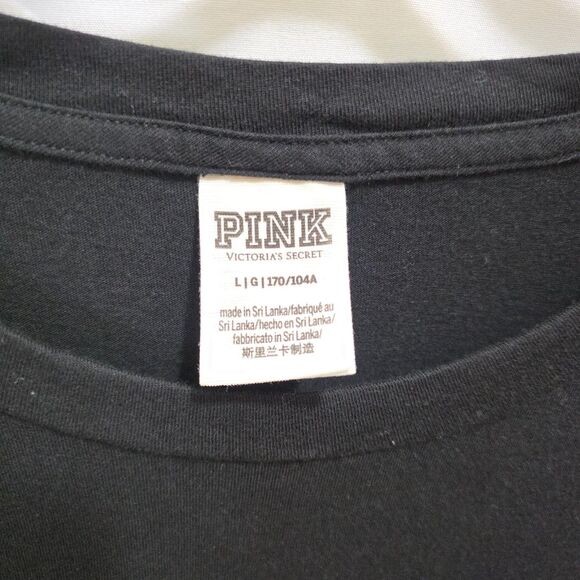 PINK
VICTORIA'S SECRET
L|G|170/104A
made in Sri Lanka/fabriqué au
Sri Lanka/hecho en Sri Lanka/
fabbricato in Sri Lanka/
斯里兰卡制造